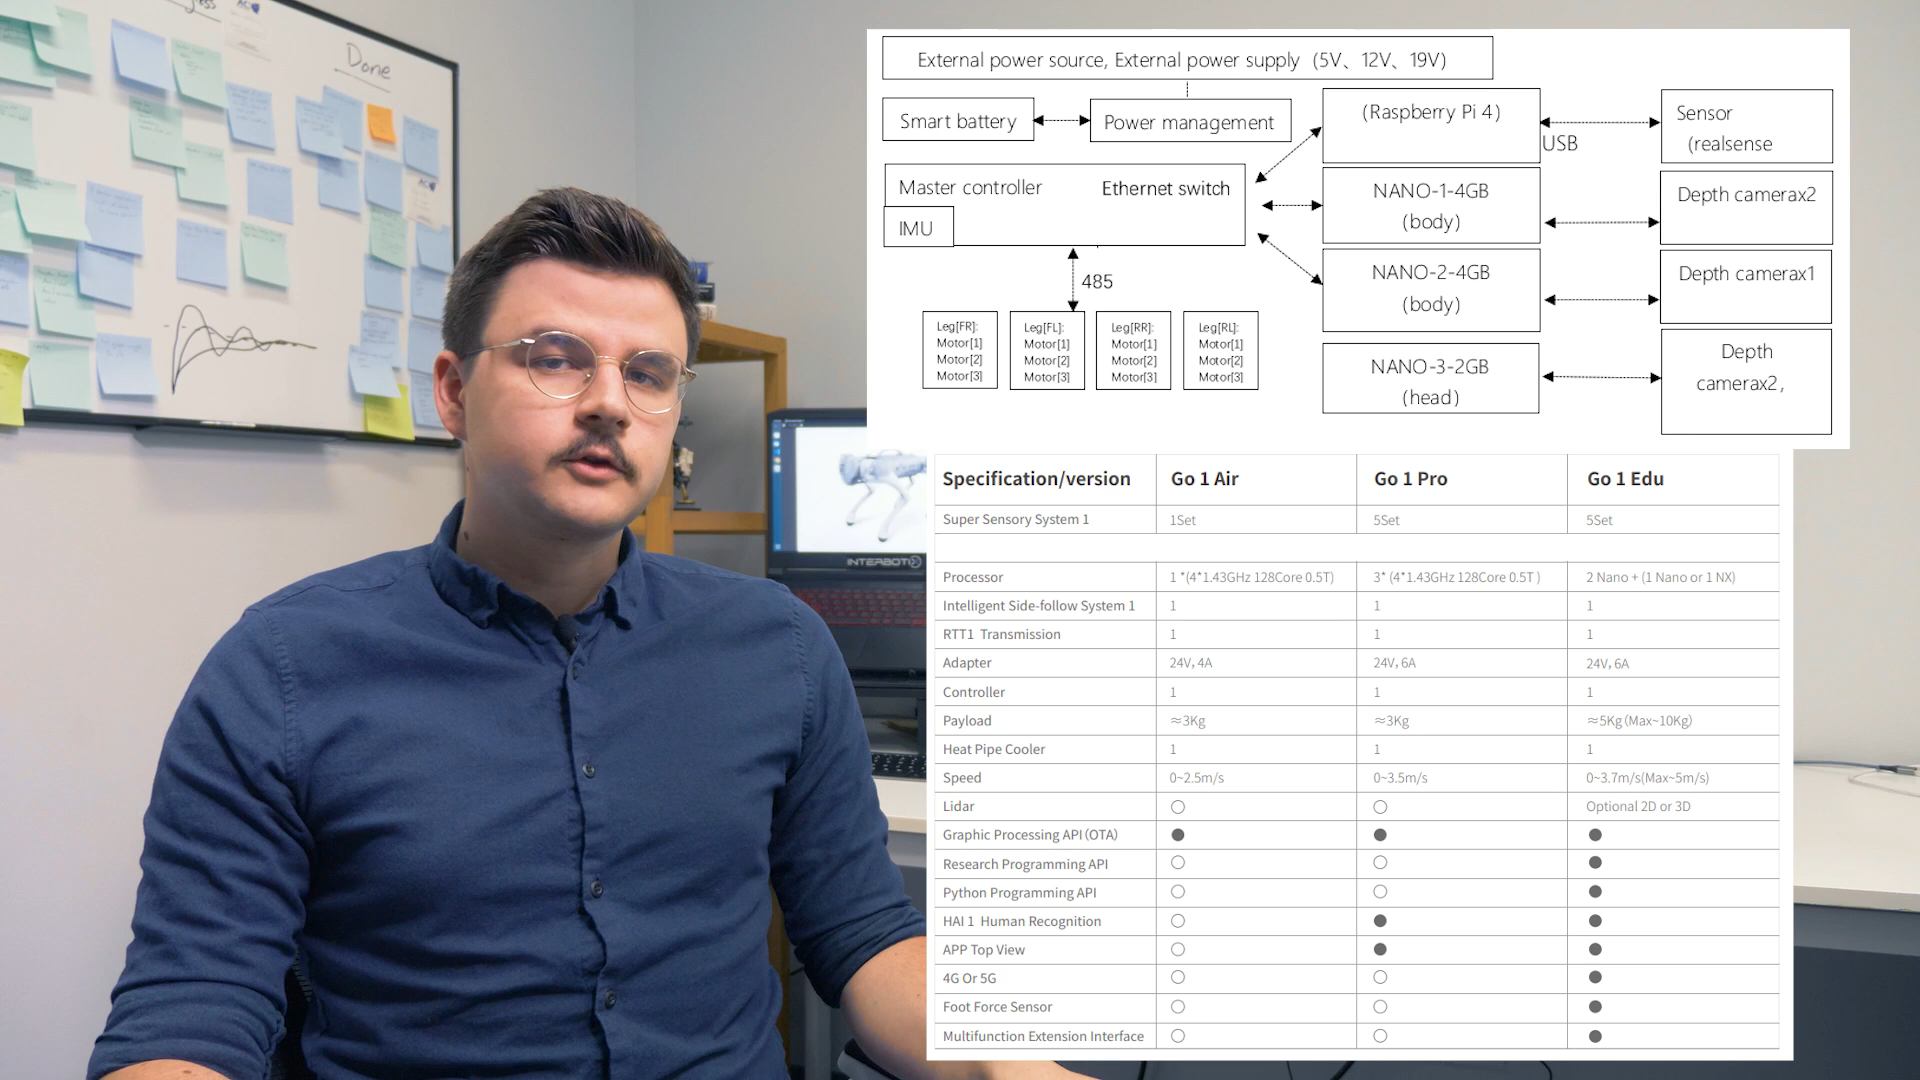 Done
External power source, External power supply (5V、12V、19V)
Smart battery
Power management
(Raspberry Pi 4)
USB
Sensor
(realsense
Master controller
Ethernet switch
IMU
NANO-1-4GB
(body)
Depth camerax2
NANO-2-4GB
(body)
Depth camerax1
485
Leg[FR]:
Motor[1]
Motor[2]
Motor[3]
Leg[FL]:
Motor[1]
Motor[2]
Motor[3]
Leg[RR]:
Motor[1]
Motor[2]
Motor[3]
Leg[RL]:
Motor[1]
Motor[2]
Motor[3]
NANO-3-2GB
(head)
Depth
camerax2,
INTERBOTIX
Specification/version Go 1 Air Go 1 Pro Go 1 Edu
Super Sensory System 1 1Set 5Set 5Set
Processor 1 *(4*1.43GHz 128Core 0.5T) 3* (4*1.43GHz 128Core 0.5T ) 2 Nano + (1 Nano or 1 NX)
Intelligent Side-follow System 1 1 1 1
RTT1 Transmission 1 1 1
Adapter 24V, 4A 24V, 6A 24V, 6A
Controller 1 1 1
Payload ≈3Kg ≈3Kg ≈5Kg (Max~10Kg)
Heat Pipe Cooler 1 1 1
Speed 0~2.5m/s 0~3.5m/s 0~3.7m/s(Max~5m/s)
Lidar ○ ○ Optional 2D or 3D
Graphic Processing API (OTA) ● ● ●
Research Programming API ○ ○ ●
Python Programming API ○ ○ ●
HAI 1 Human Recognition ○ ● ●
APP Top View ○ ● ●
4G Or 5G ○ ○ ●
Foot Force Sensor ○ ○ ●
Multifunction Extension Interface ○ ○ ●